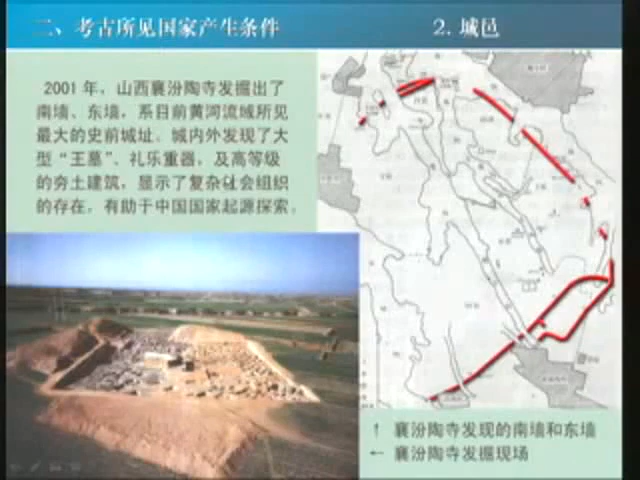 二、考古所见国家产生条件
2. 城邑
2001 年，山西襄汾陶寺发掘出了
南墙、东墙，系目前黄河流域所见
最大的史前城址。城内外发现了大
型“王墓”、礼乐重器，及高等级
的夯土建筑，显示了复杂社会组织
的存在，有助于中国国家起源探索。
↑ 襄汾陶寺发现的南墙和东墙
← 襄汾陶寺发掘现场